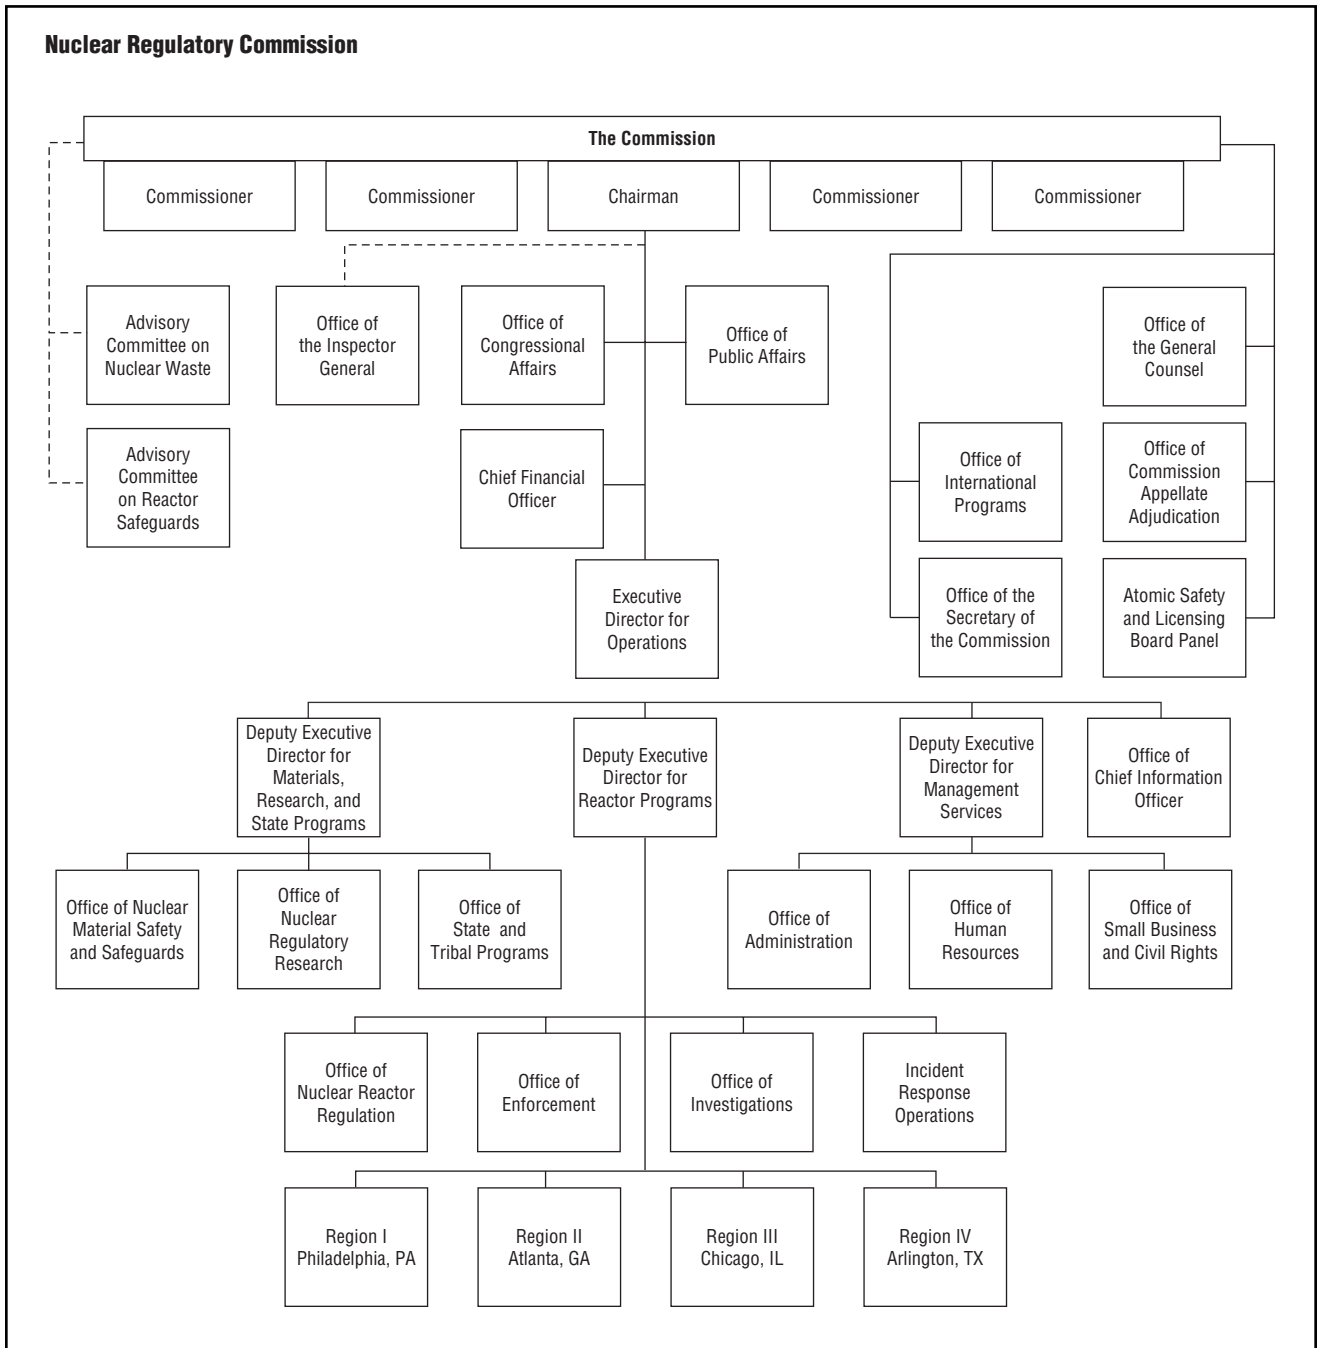 Nuclear Regulatory Commission
The Commission
Commissioner
Commissioner
Chairman
Commissioner
Commissioner
Advisory
Committee on
Nuclear Waste
Office of
the Inspector
General
Office of
Congressional
Affairs
Office of
Public Affairs
Office of
the General
Counsel
Advisory
Committee
on Reactor
Safeguards
Chief Financial
Officer
Office of
International
Programs
Office of
Commission
Appellate
Adjudication
Executive
Director for
Operations
Office of the
Secretary of
the Commission
Atomic Safety
and Licensing
Board Panel
Deputy Executive
Director for
Materials,
Research, and
State Programs
Deputy Executive
Director for
Reactor Programs
Deputy Executive
Director for
Management
Services
Office of
Chief Information
Officer
Office of Nuclear
Material Safety
and Safeguards
Office of
Nuclear
Regulatory
Research
Office of
State and
Tribal Programs
Office of
Administration
Office of
Human
Resources
Office of
Small Business
and Civil Rights
Office of
Nuclear Reactor
Regulation
Office of
Enforcement
Office of
Investigations
Incident
Response
Operations
Region I
Philadelphia, PA
Region II
Atlanta, GA
Region III
Chicago, IL
Region IV
Arlington, TX